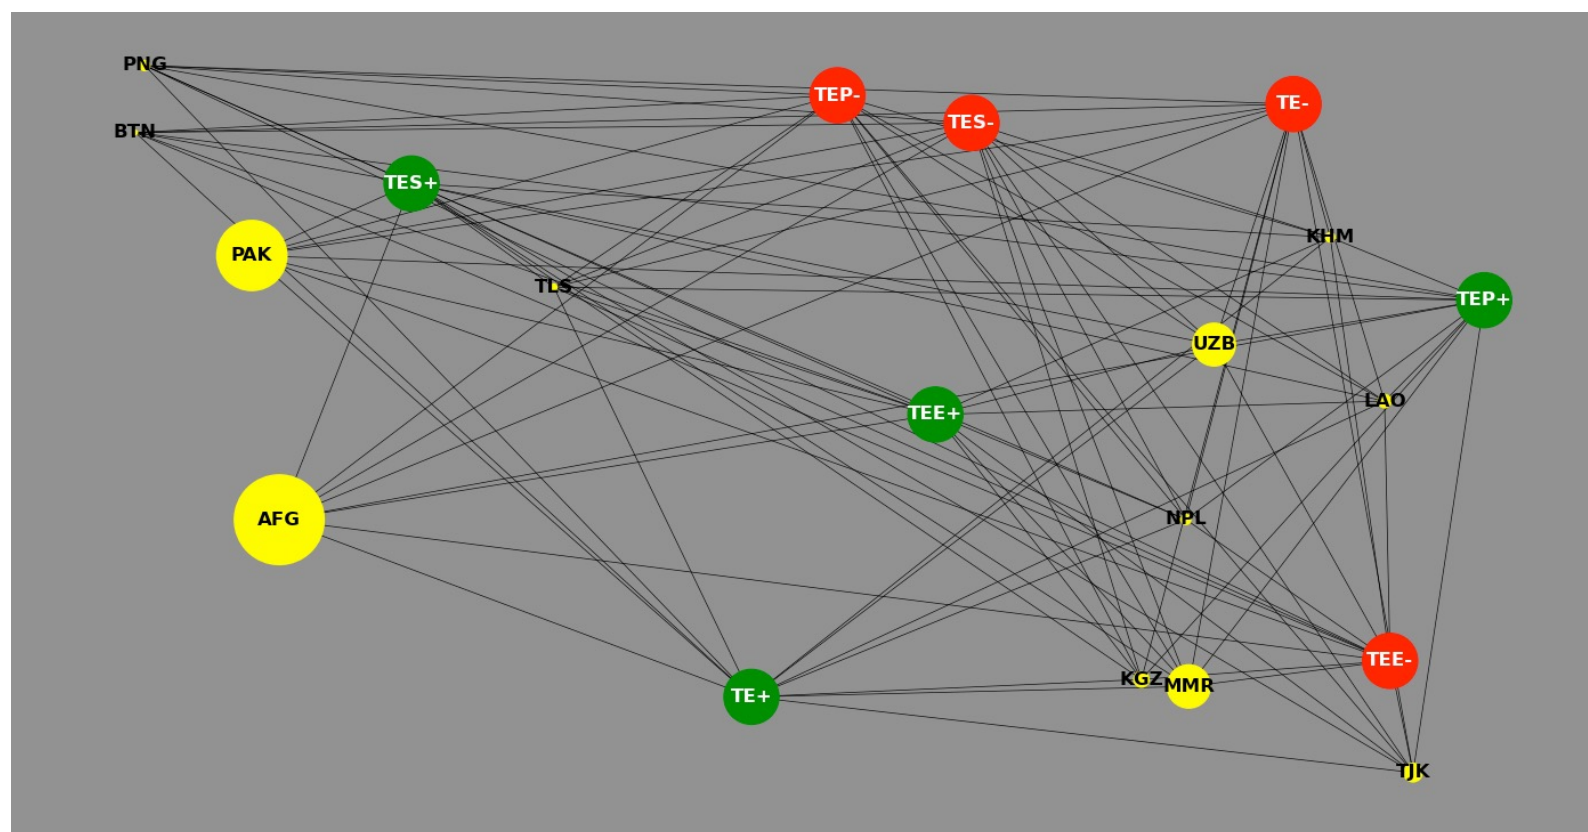 PNG
TEP-
TE-
TES-
BTN
TES+
KHM
PAK
TLS
TEP+
UZB
LAO
TEE+
AFG
NPL
TEE-
KGZ
MMR
TE+
TJK